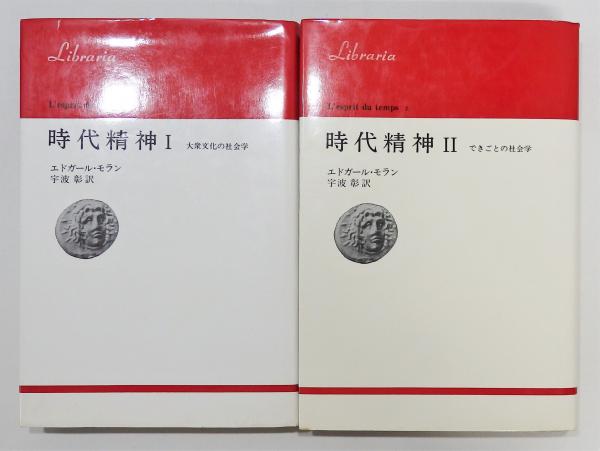 Libraria
L'esprit
時代精神 I 大衆文化の社会学
エドガール・モラン
宇波 彰 訳
Libraria
L'esprit du temps 2
時代精神 II できごとの社会学
エドガール・モラン
宇波 彰 訳